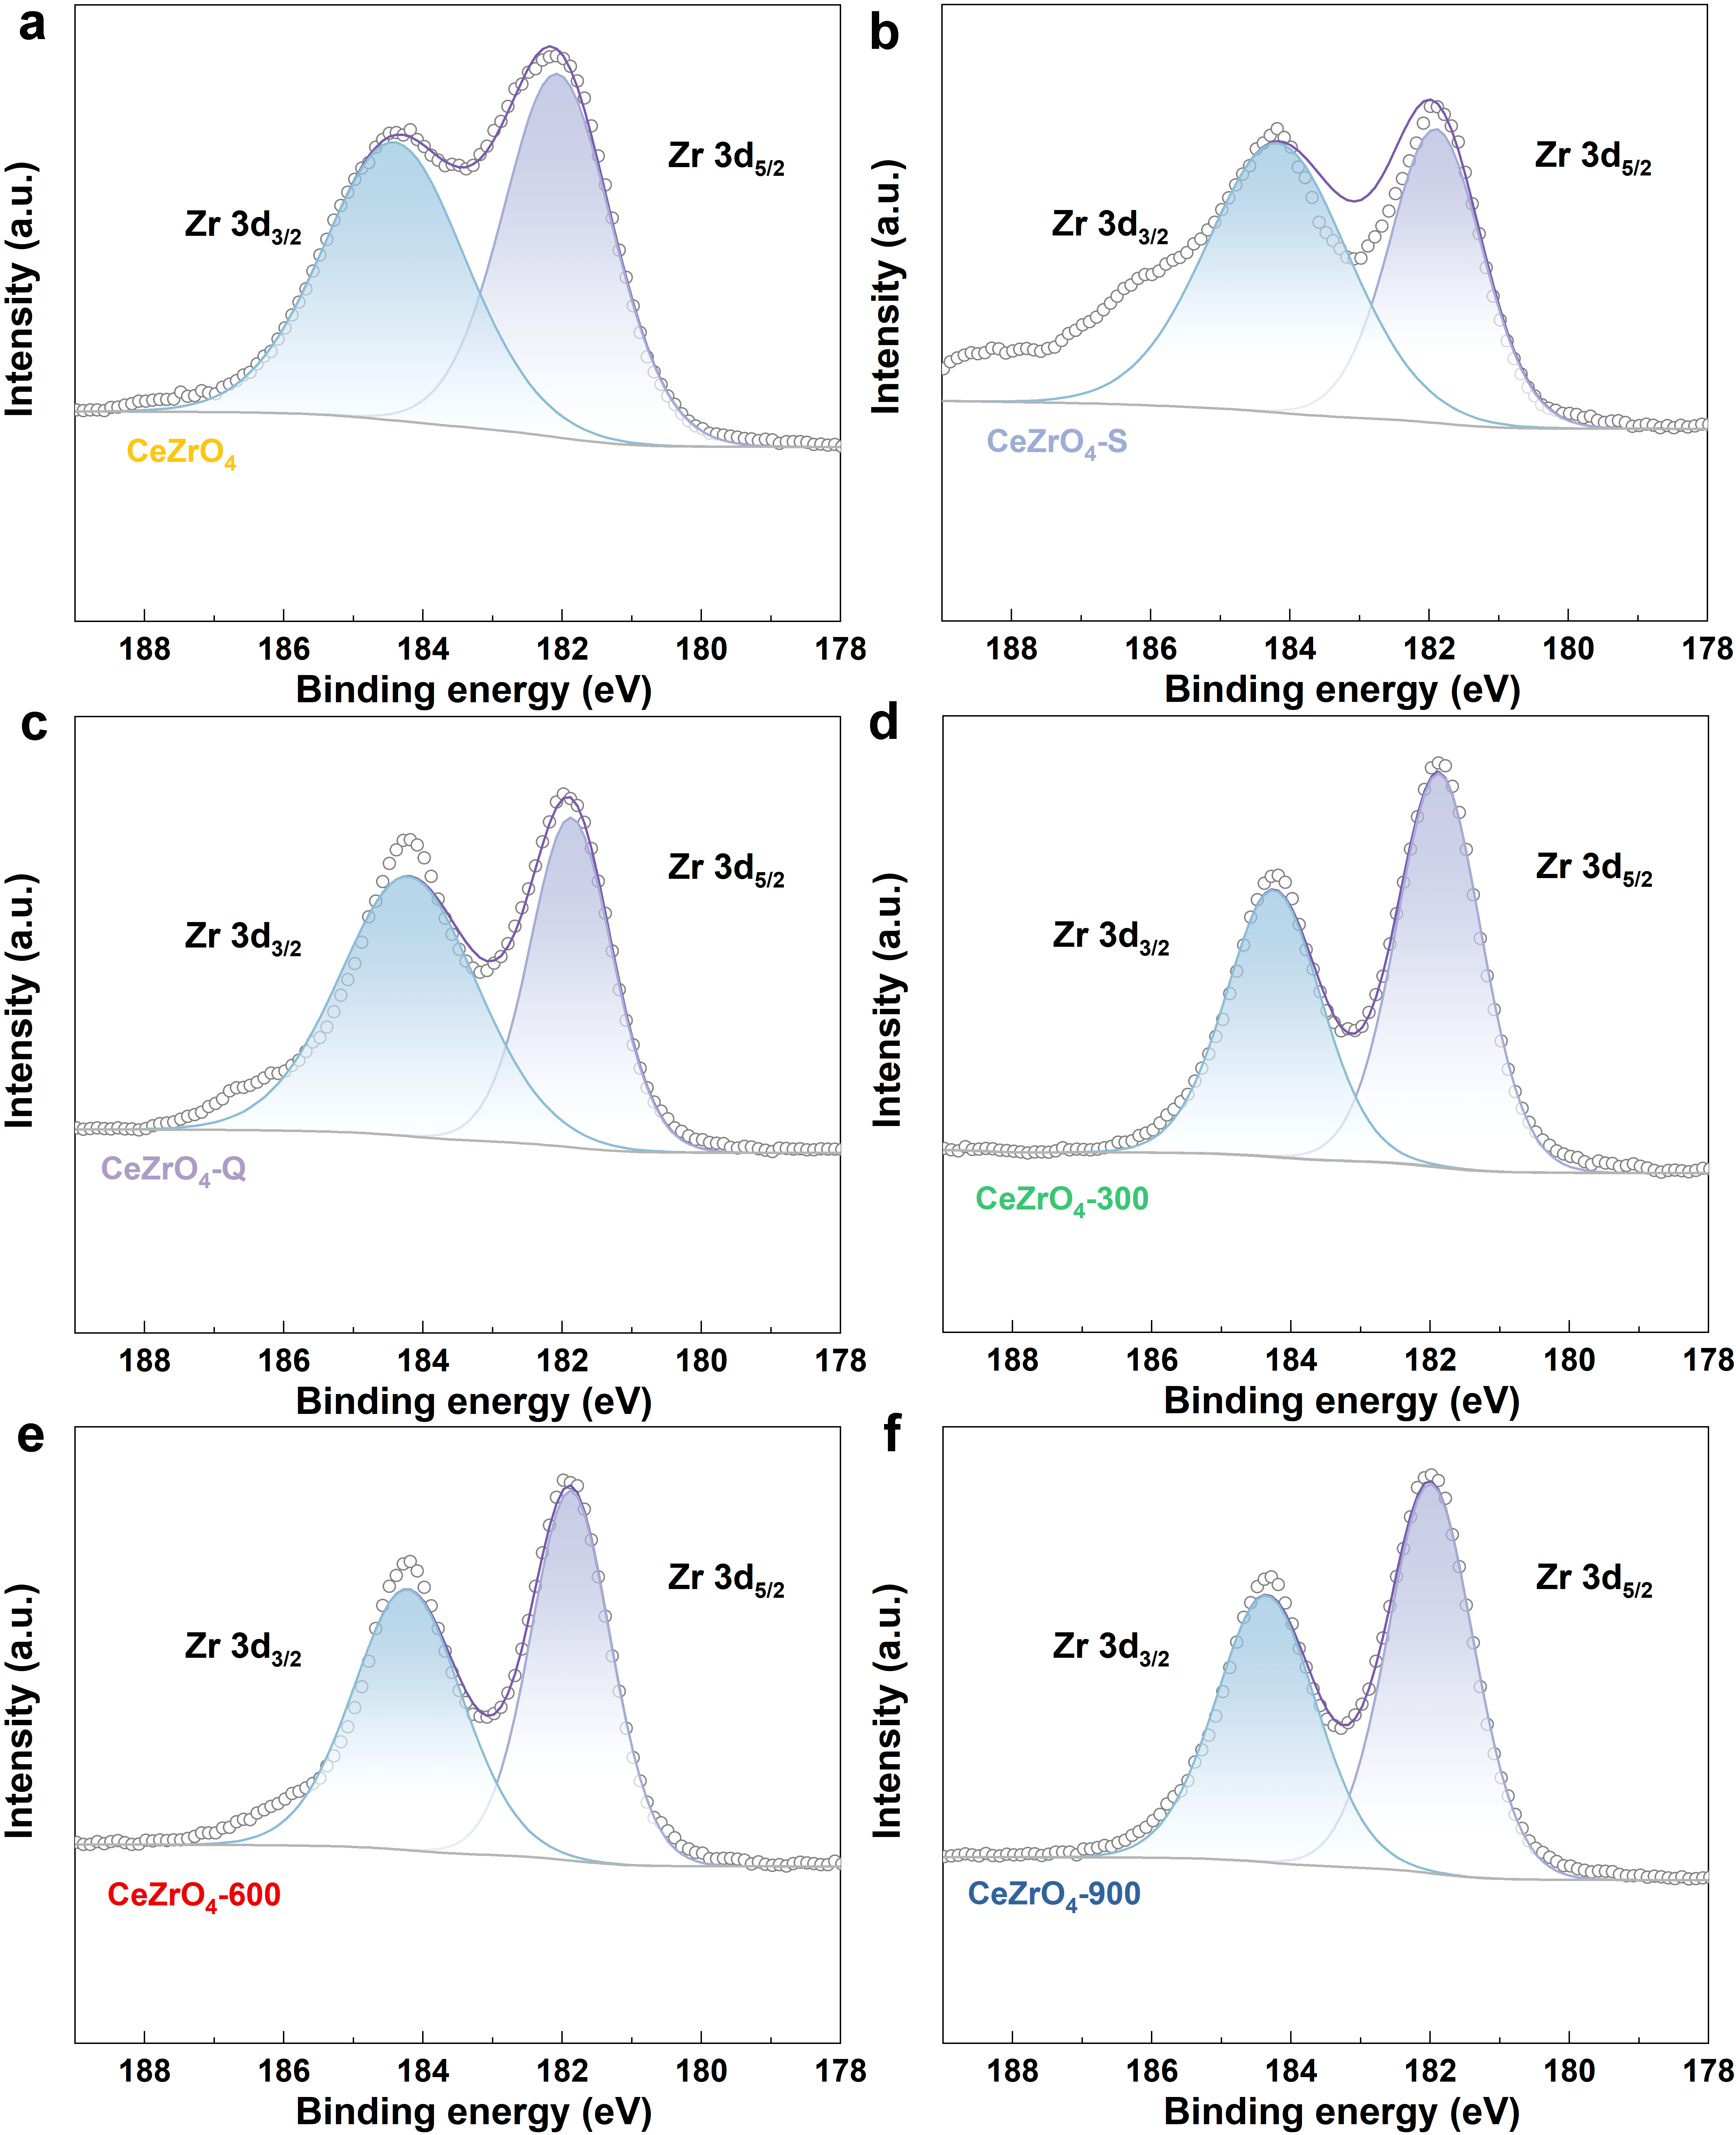 a
Zr 3d3/2
Zr 3d5/2
CeZrO4
Intensity (a.u.)
188 186 184 182 180 178
Binding energy (eV)
b
Zr 3d3/2
Zr 3d5/2
CeZrO4-S
Intensity (a.u.)
188 186 184 182 180 178
Binding energy (eV)
c
Zr 3d3/2
Zr 3d5/2
CeZrO4-Q
Intensity (a.u.)
188 186 184 182 180 178
Binding energy (eV)
d
Zr 3d3/2
Zr 3d5/2
CeZrO4-300
Intensity (a.u.)
188 186 184 182 180 178
Binding energy (eV)
e
Zr 3d3/2
Zr 3d5/2
CeZrO4-600
Intensity (a.u.)
188 186 184 182 180 178
Binding energy (eV)
f
Zr 3d3/2
Zr 3d5/2
CeZrO4-900
Intensity (a.u.)
188 186 184 182 180 178
Binding energy (eV)